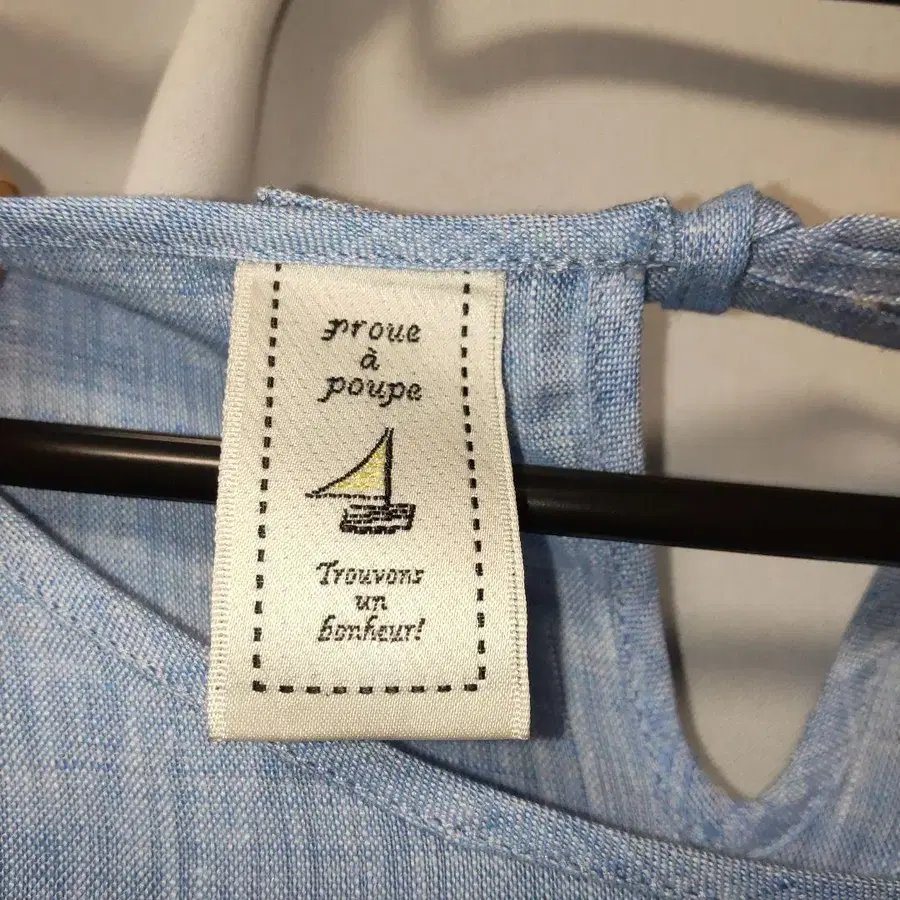 proue
à
poupe
Trouvons
un
bonheur!